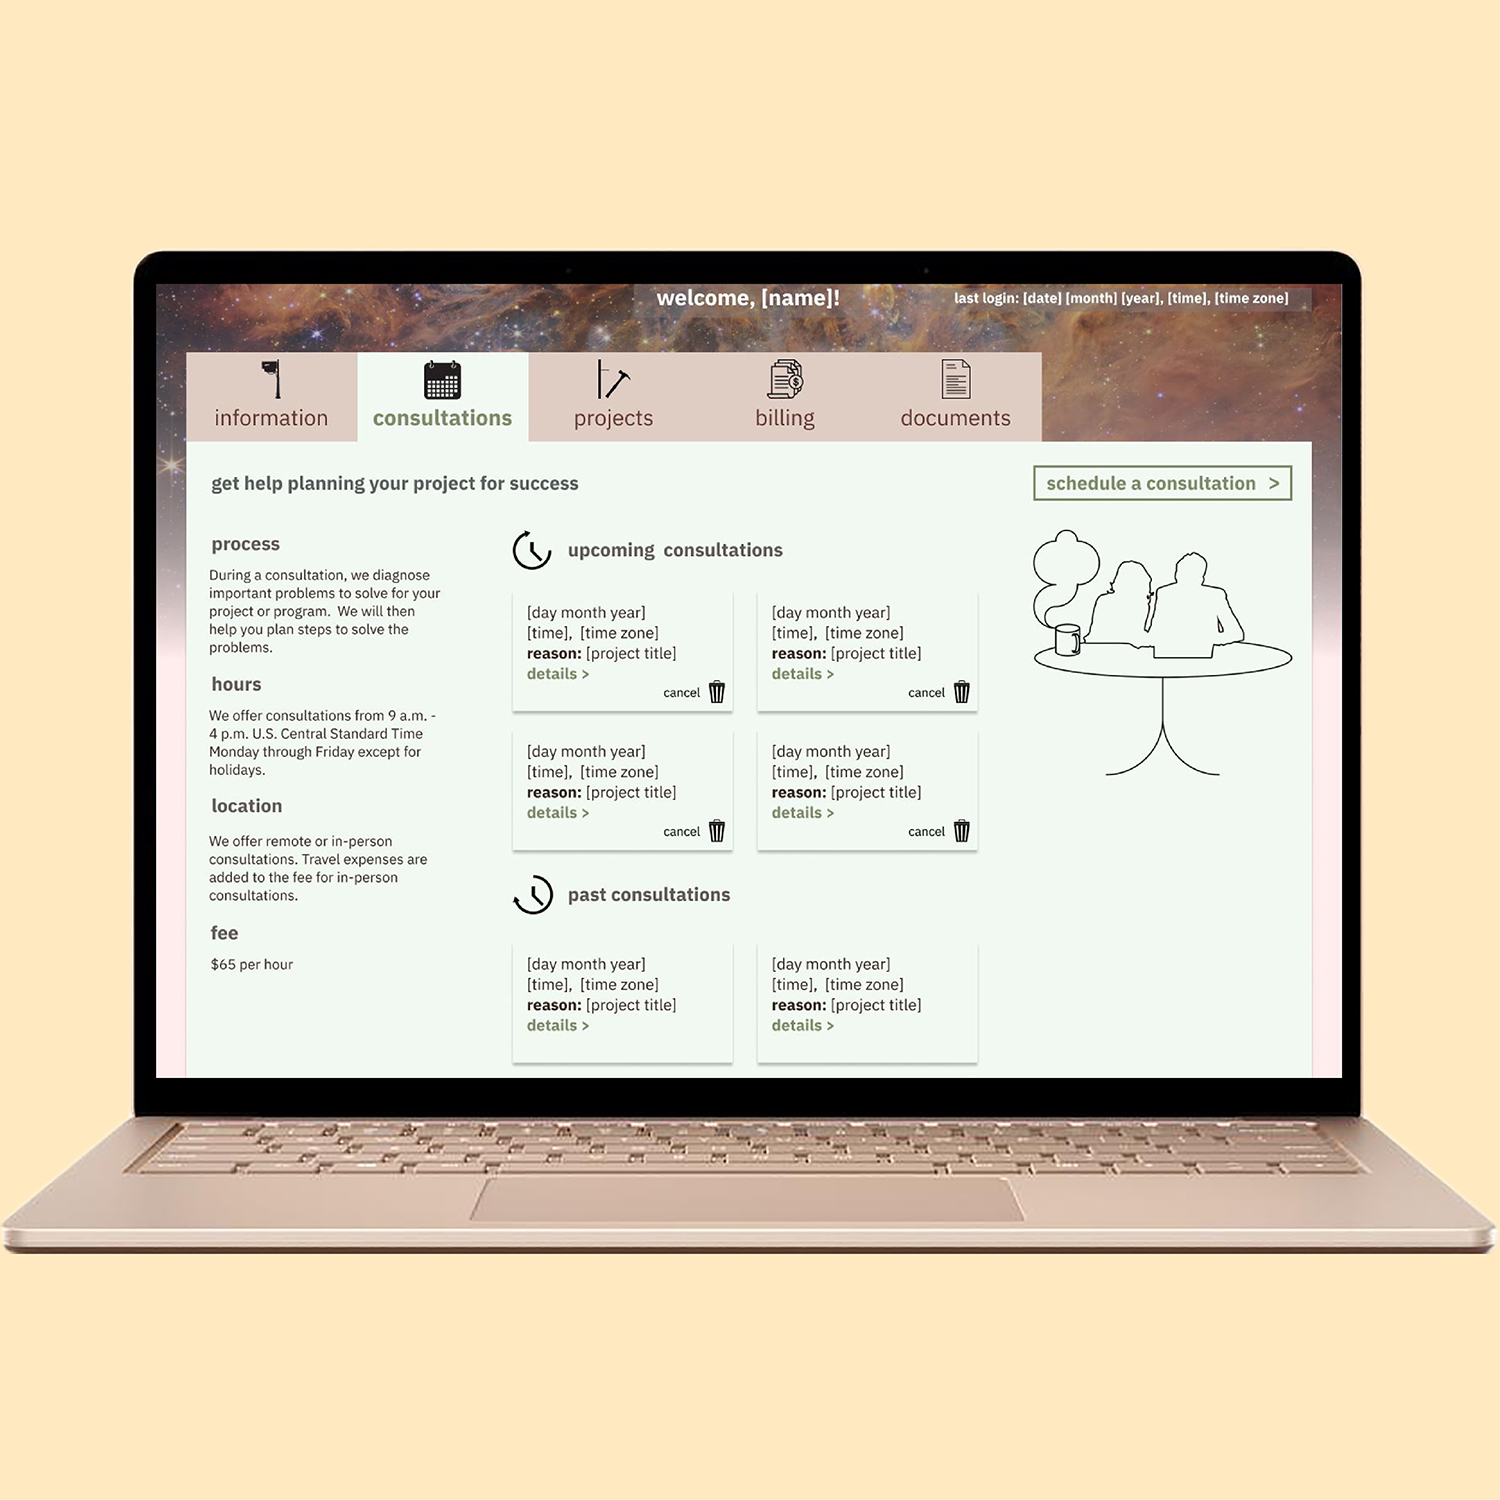 welcome, [name]!
last login: [date] [month] [year], [time], [time zone]
information
consultations
projects
billing
documents
get help planning your project for success
schedule a consultation >
process
During a consultation, we diagnose
important problems to solve for your
project or program. We will then
help you plan steps to solve the
problems.
hours
We offer consultations from 9 a.m. -
4 p.m. U.S. Central Standard Time
Monday through Friday except for
holidays.
location
We offer remote or in-person
consultations. Travel expenses are
added to the fee for in-person
consultations.
fee
$65 per hour
upcoming consultations
[day month year]
[time], [time zone]
reason: [project title]
details >
cancel
[day month year]
[time], [time zone]
reason: [project title]
details >
cancel
[day month year]
[time], [time zone]
reason: [project title]
details >
cancel
[day month year]
[time], [time zone]
reason: [project title]
details >
cancel
past consultations
[day month year]
[time], [time zone]
reason: [project title]
details >
[day month year]
[time], [time zone]
reason: [project title]
details >